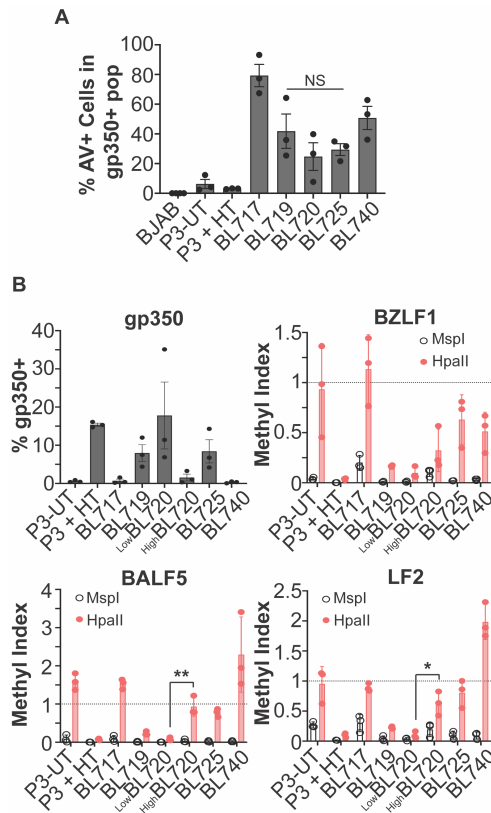 A
% AV+ Cells in
gp350+ pop
100
80
60
40
20
0
NS
BJAB
P3-UT
P3 + HT
BL717
BL719
BL720
BL725
BL740
B
gp350
% gp350+
40
30
20
10
0
P3-UT
P3 + HT
BL717
BL719
Low BL720
High BL720
BL725
BL740
BZLF1
Methyl Index
1.5
1
0.5
0
MspI
HpaII
P3-UT
P3 + HT
BL717
BL719
Low BL720
High BL720
BL725
BL740
BALF5
Methyl Index
4
3
2
1
0
MspI
HpaII
**
P3-UT
P3 + HT
BL717
BL719
Low BL720
High BL720
BL725
BL740
LF2
Methyl Index
2.5
2
1.5
1
0.5
0
MspI
HpaII
*
P3-UT
P3 + HT
BL717
BL719
Low BL720
High BL720
BL725
BL740